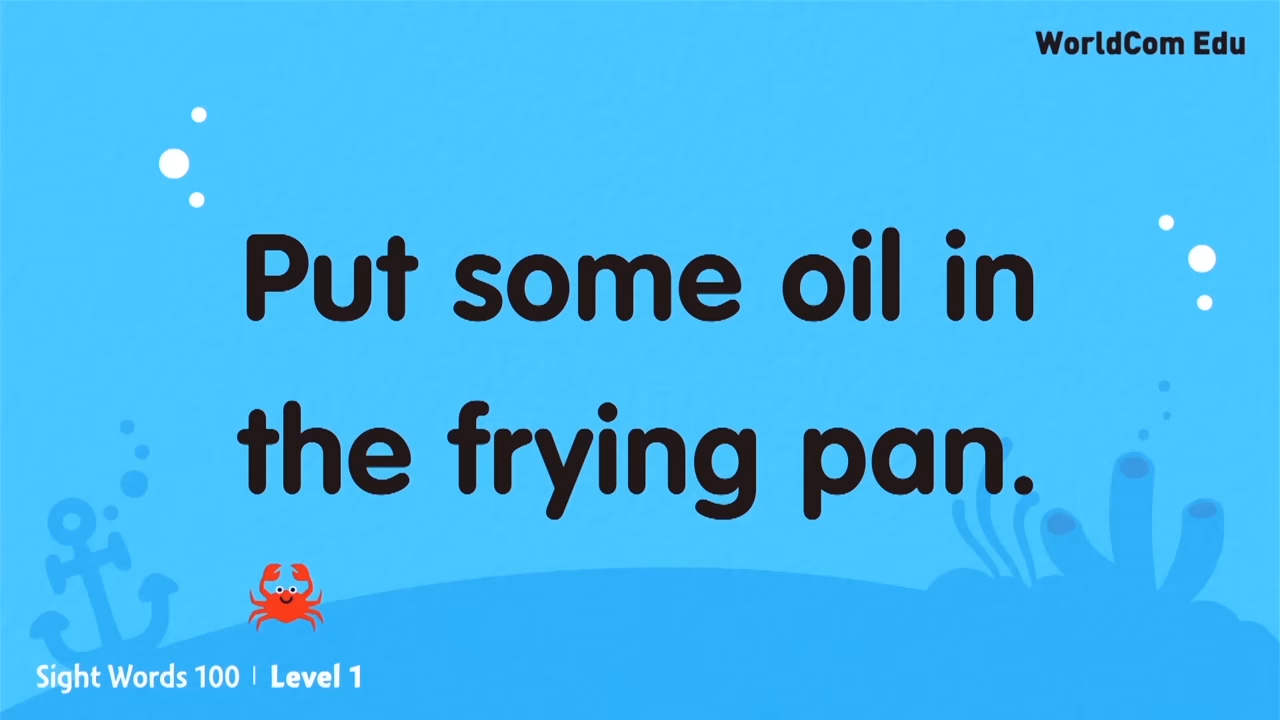 WorldCom Edu
Put some oil in
the frying pan.
Sight Words 100 | Level 1